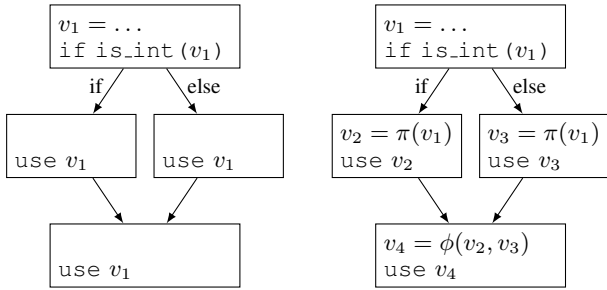 v₁ = ...
if is_int(v₁)
if
else
use v₁
use v₁
use v₁
v₁ = ...
if is_int(v₁)
if
else
v₂ = π(v₁)
use v₂
v₃ = π(v₁)
use v₃
v₄ = ϕ(v₂, v₃)
use v₄